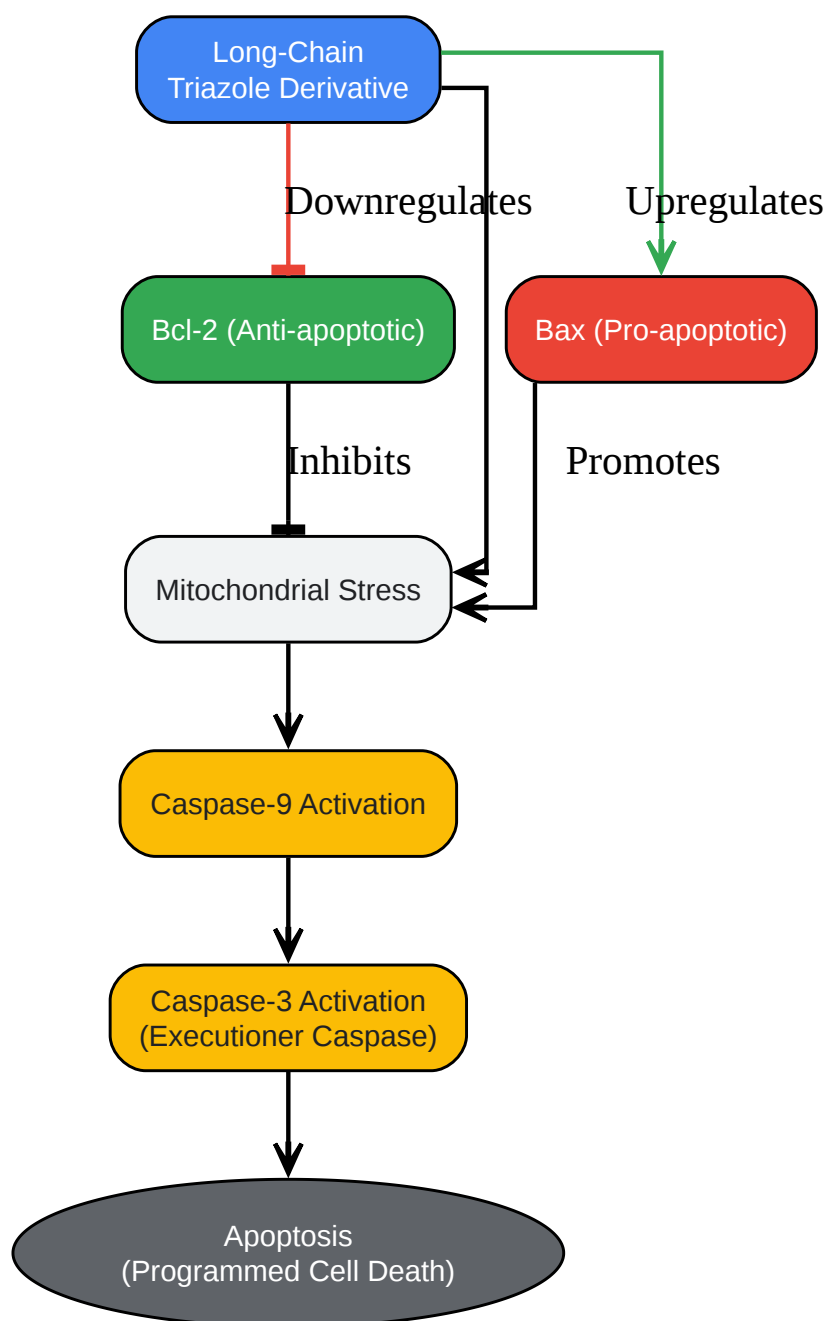 Long-Chain
Triazole Derivative
Downregulates
Upregulates
Bcl-2 (Anti-apoptotic)
Bax (Pro-apoptotic)
Inhibits
Promotes
Mitochondrial Stress
Caspase-9 Activation
Caspase-3 Activation
(Executioner Caspase)
Apoptosis
(Programmed Cell Death)